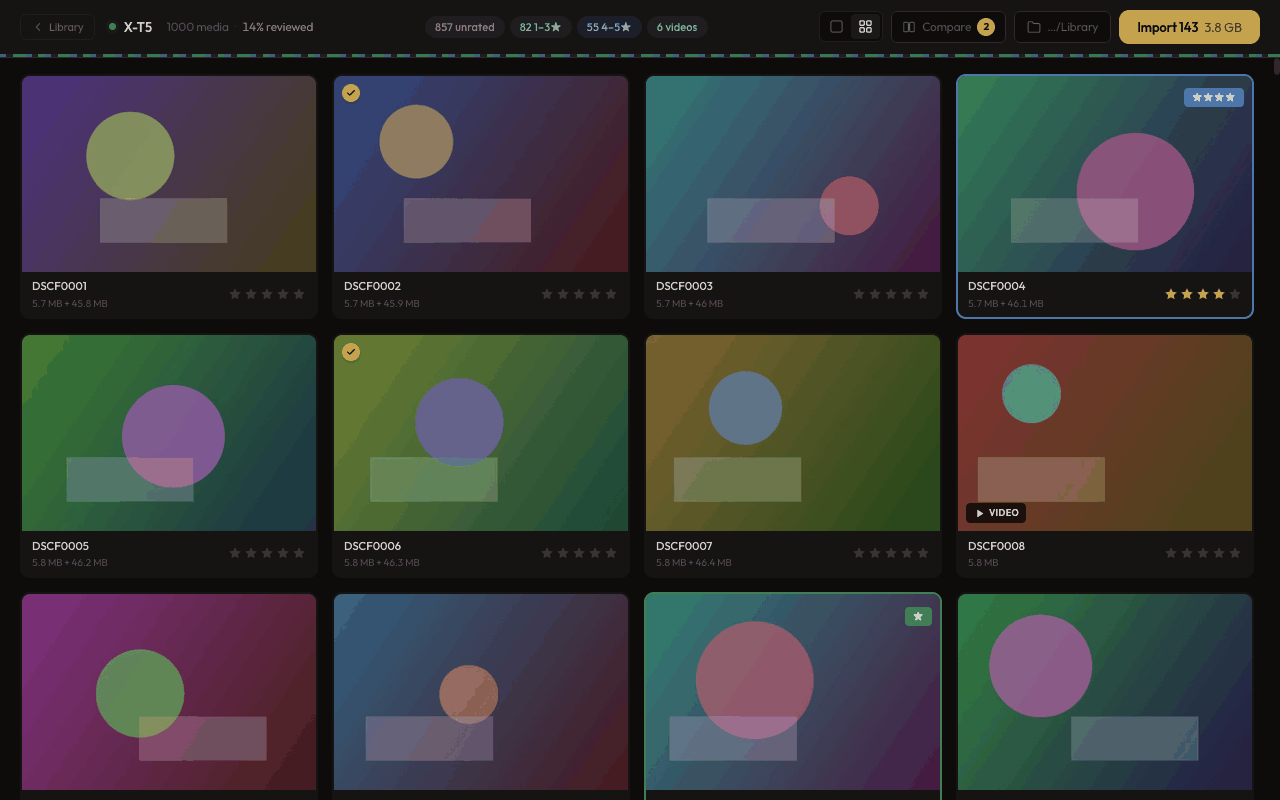 Library X-T5 1000 media · 14% reviewed 857 unrated 82 1–3★ 55 4–5★ 6 videos Compare 2 .../Library Import 143 3.8 GB
DSCF0001
5.7 MB + 45.8 MB
DSCF0002
5.7 MB + 45.9 MB
DSCF0003
5.7 MB + 46 MB
DSCF0004
5.7 MB + 46.1 MB
DSCF0005
5.8 MB + 46.2 MB
DSCF0006
5.8 MB + 46.3 MB
DSCF0007
5.8 MB + 46.4 MB
VIDEO
DSCF0008
5.8 MB